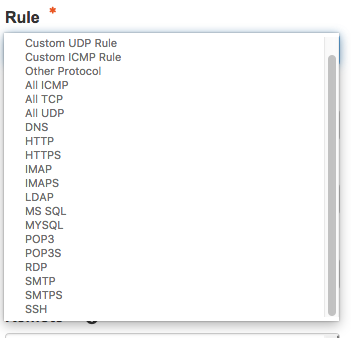 Rule *
Custom UDP Rule
Custom ICMP Rule
Other Protocol
All ICMP
All TCP
All UDP
DNS
HTTP
HTTPS
IMAP
IMAPS
LDAP
MS SQL
MYSQL
POP3
POP3S
RDP
SMTP
SMTPS
SSH